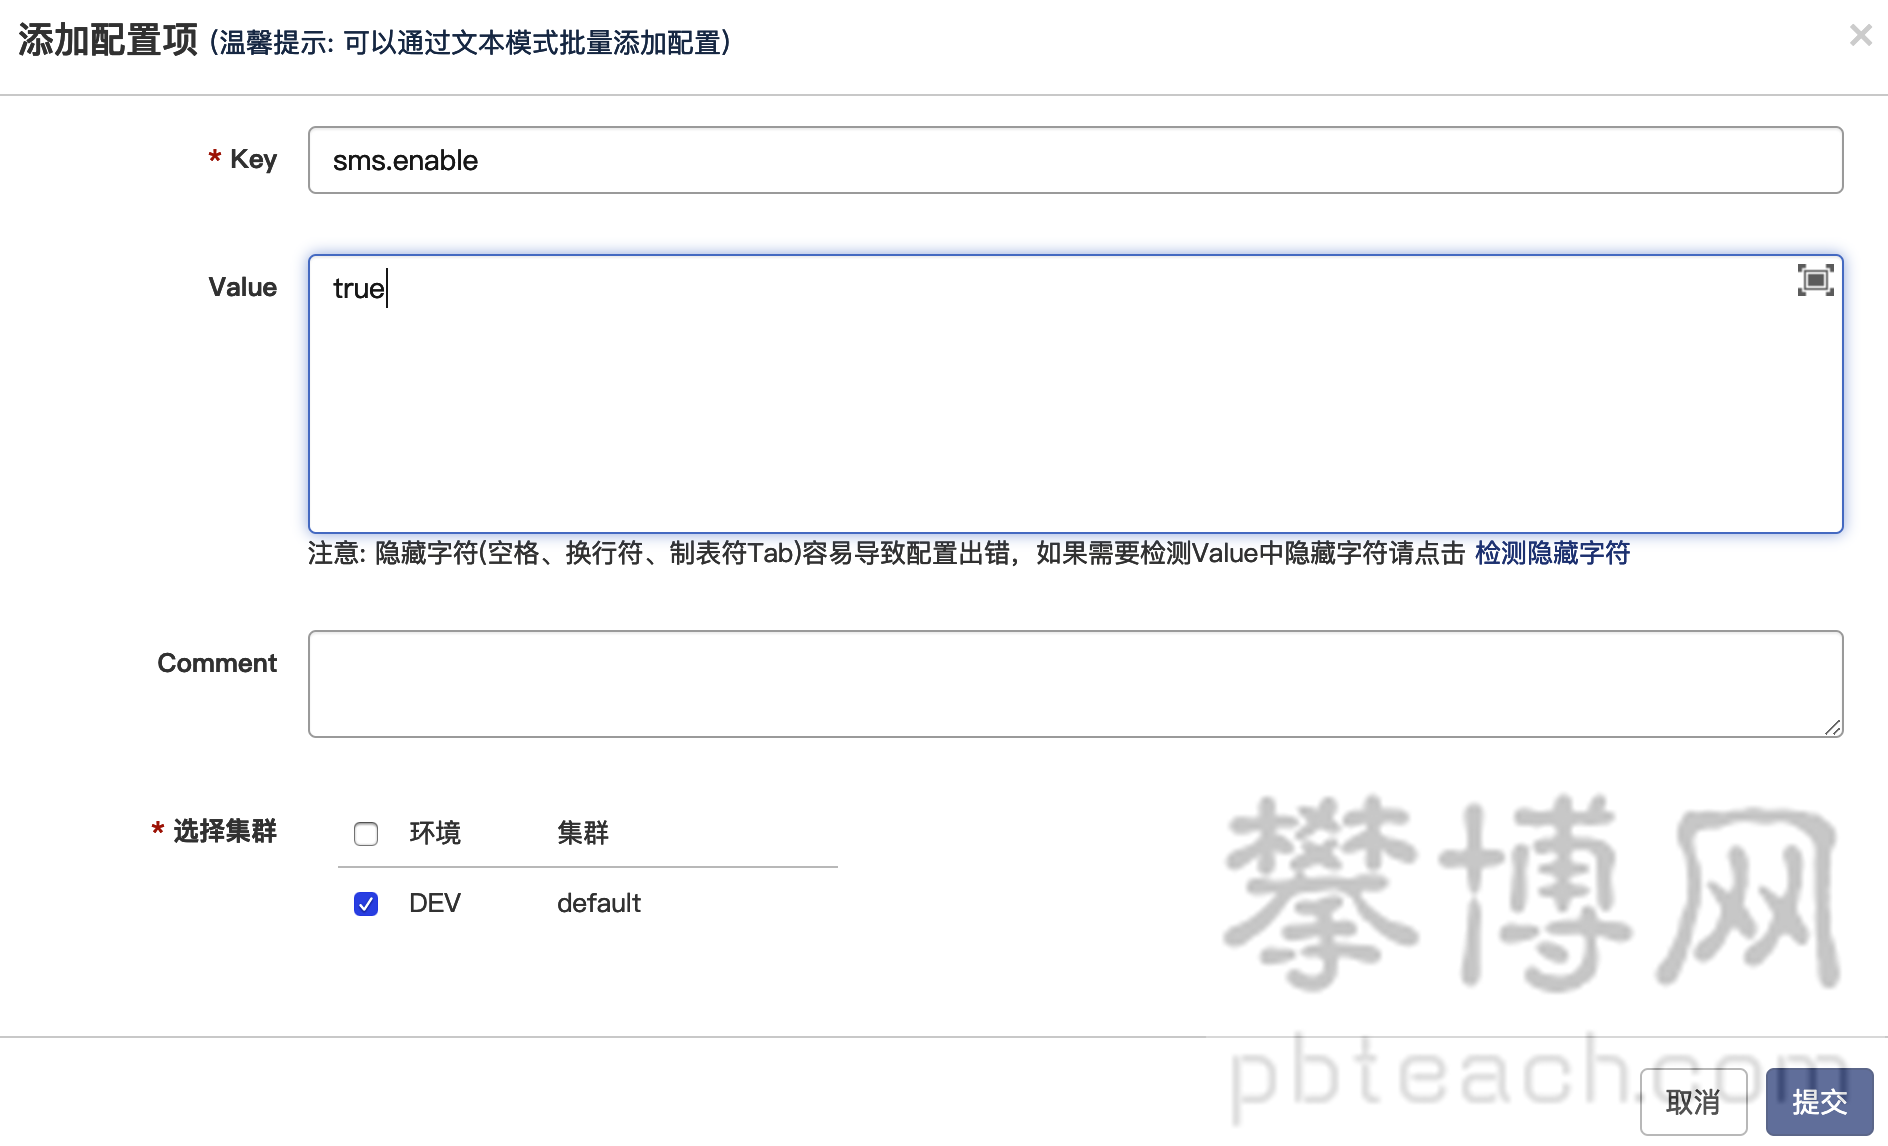 添加配置项 (温馨提示: 可以通过文本模式批量添加配置)
×
* Key
sms.enable
Value
true
注意: 隐藏字符(空格、换行符、制表符Tab)容易导致配置出错，如果需要检测Value中隐藏字符请点击 检测隐藏字符
Comment
* 选择集群
环境 集群
DEV default
攀博网
pbteach.com
取消 提交